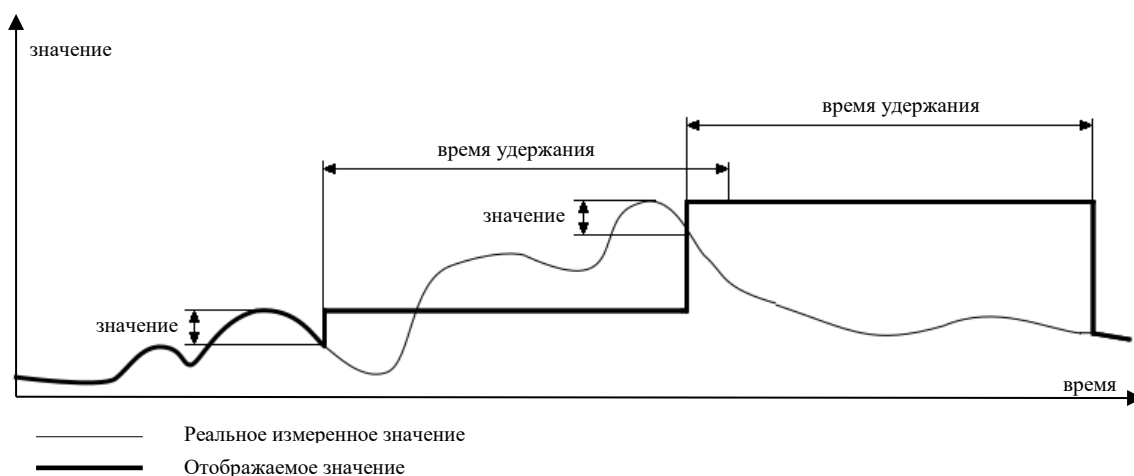 значение
время удержания
время удержания
значение
значение
время
Реальное измеренное значение
Отображаемое значение